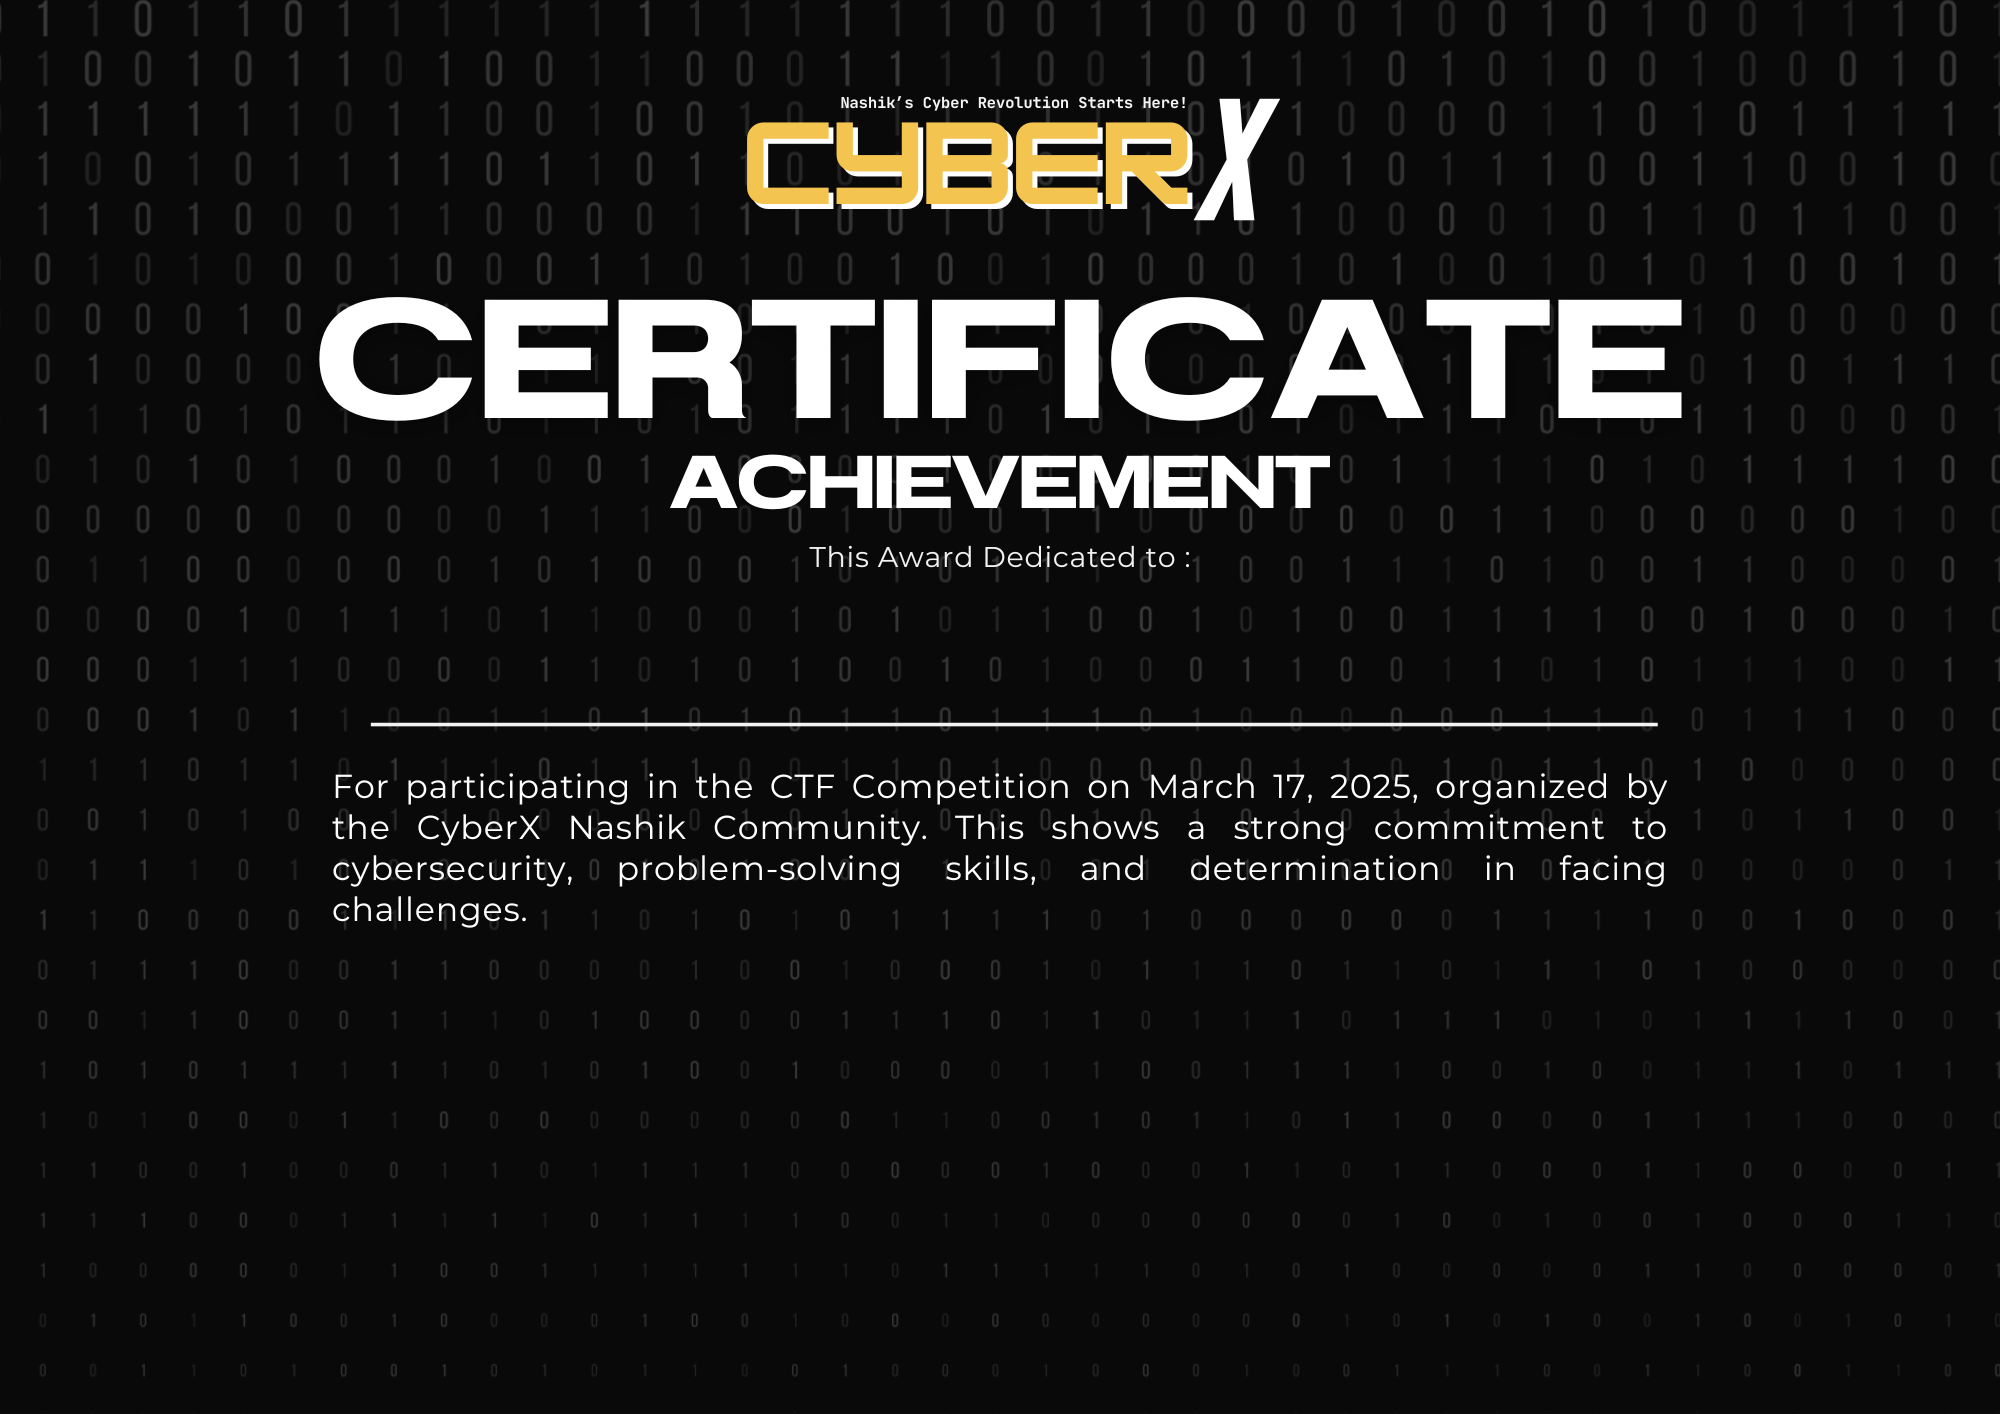 Nashik's Cyber Revolution Starts Here!
CYBERX
CERTIFICATE
ACHIEVEMENT
This Award Dedicated to :
For participating in the CTF Competition on March 17, 2025, organized by
the CyberX Nashik Community. This shows a strong commitment to
cybersecurity, problem-solving skills, and determination in facing
challenges.